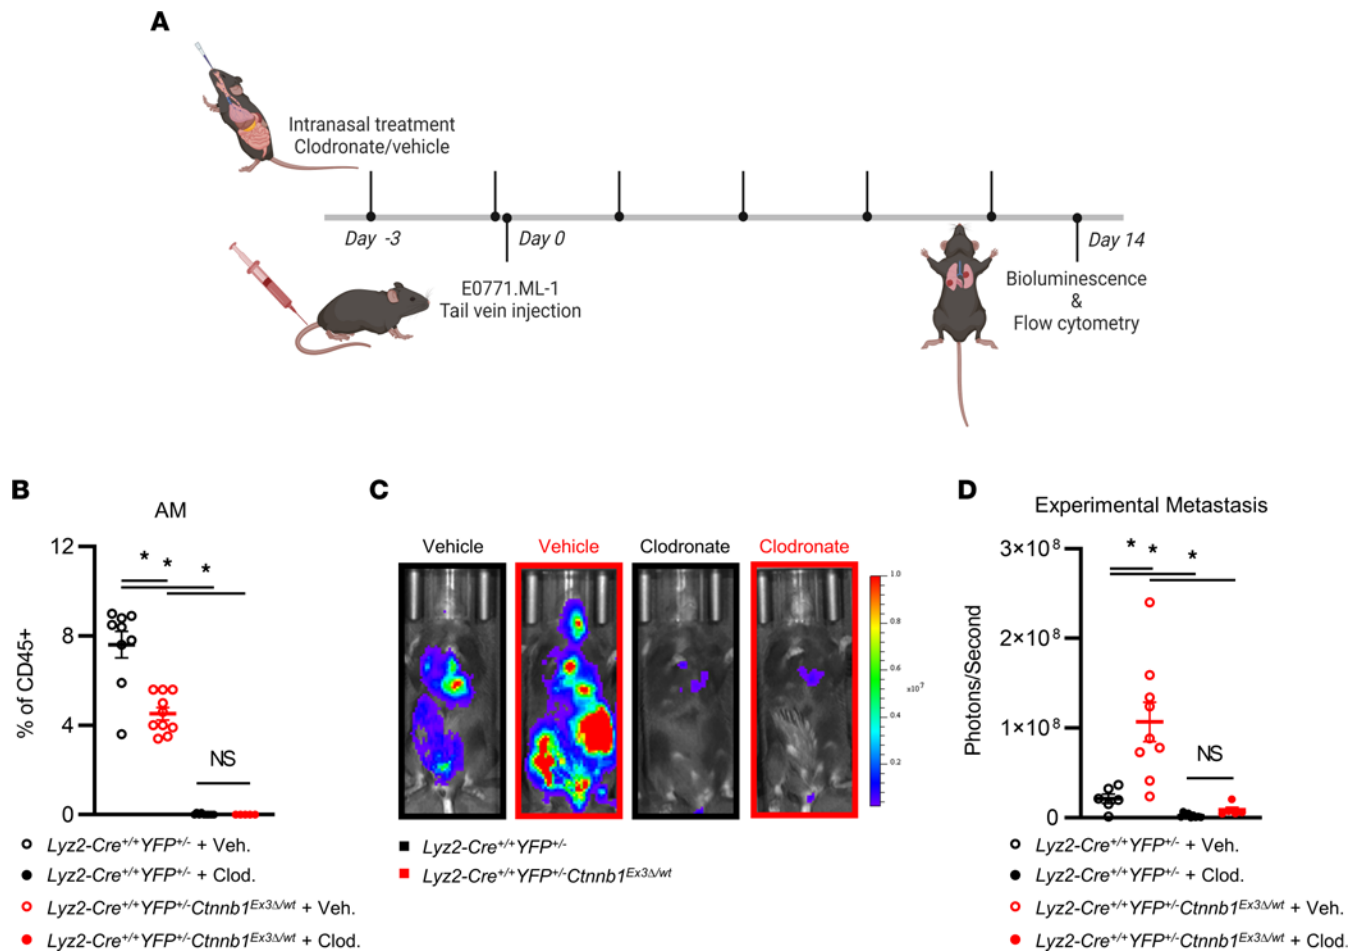 A
Intranasal treatment
Clodronate/vehicle
Day -3
Day 0
Day 14
E0771.ML-1
Tail vein injection
Bioluminescence
&
Flow cytometry
B
AM
% of CD45+
12
8
4
0
* * *
NS
Lyz2-Cre+/+YFP+/- + Veh.
Lyz2-Cre+/+YFP+/- + Clod.
Lyz2-Cre+/+YFP+/-Ctnnb1Ex3Δ/wt + Veh.
Lyz2-Cre+/+YFP+/-Ctnnb1Ex3Δ/wt + Clod.
C
Vehicle Vehicle Clodronate Clodronate
1.0
0.8
0.6
x10⁷
0.4
0.2
Lyz2-Cre+/+YFP+/-
Lyz2-Cre+/+YFP+/-Ctnnb1Ex3Δ/wt
D
Experimental Metastasis
Photons/Second
3×10⁸
2×10⁸
1×10⁸
0
* * *
NS
Lyz2-Cre+/+YFP+/- + Veh.
Lyz2-Cre+/+YFP+/- + Clod.
Lyz2-Cre+/+YFP+/-Ctnnb1Ex3Δ/wt + Veh.
Lyz2-Cre+/+YFP+/-Ctnnb1Ex3Δ/wt + Clod.